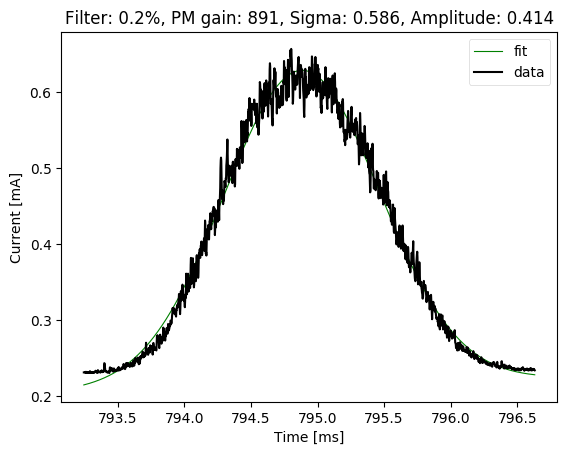 Filter: 0.2%, PM gain: 891, Sigma: 0.586, Amplitude: 0.414
fit
data
0.6
0.5
0.4
0.3
0.2
Current [mA]
793.5 794.0 794.5 795.0 795.5 796.0 796.5
Time [ms]